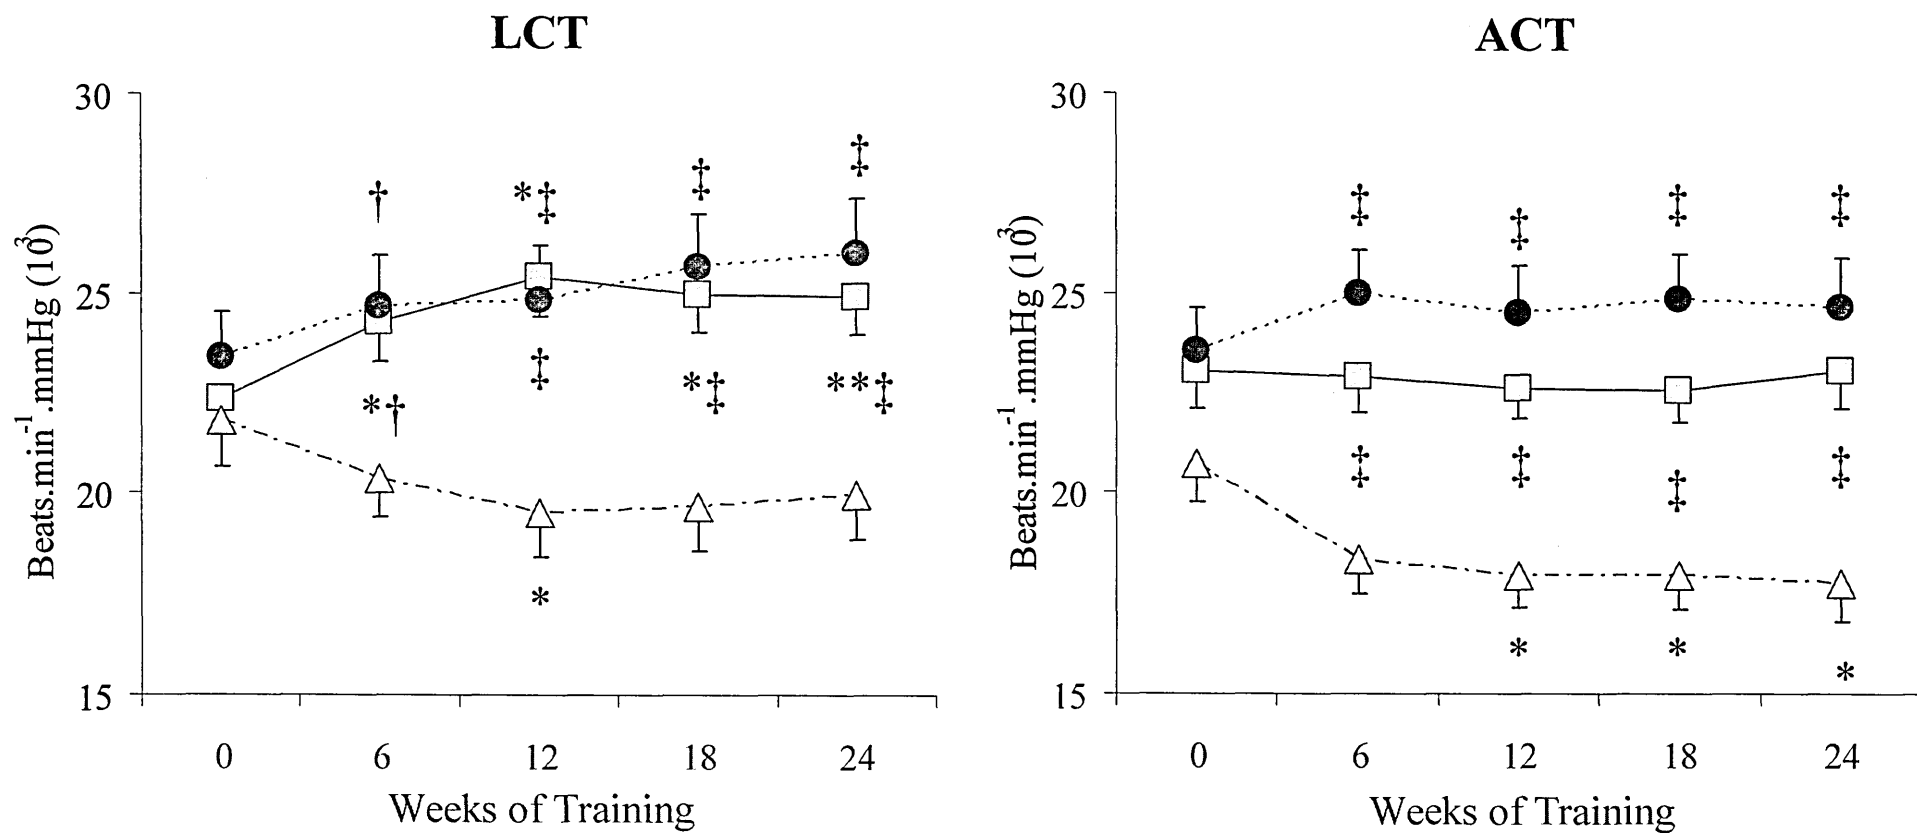 LCT
30
25
20
15
Beats.min-1.mmHg (103)
† *‡ ‡ ‡
*† ‡ *‡ **‡
*
0 6 12 18 24
Weeks of Training
ACT
30
25
20
15
Beats.min-1.mmHg (103)
‡ ‡ ‡ ‡
‡ ‡ ‡ ‡
* * *
0 6 12 18 24
Weeks of Training